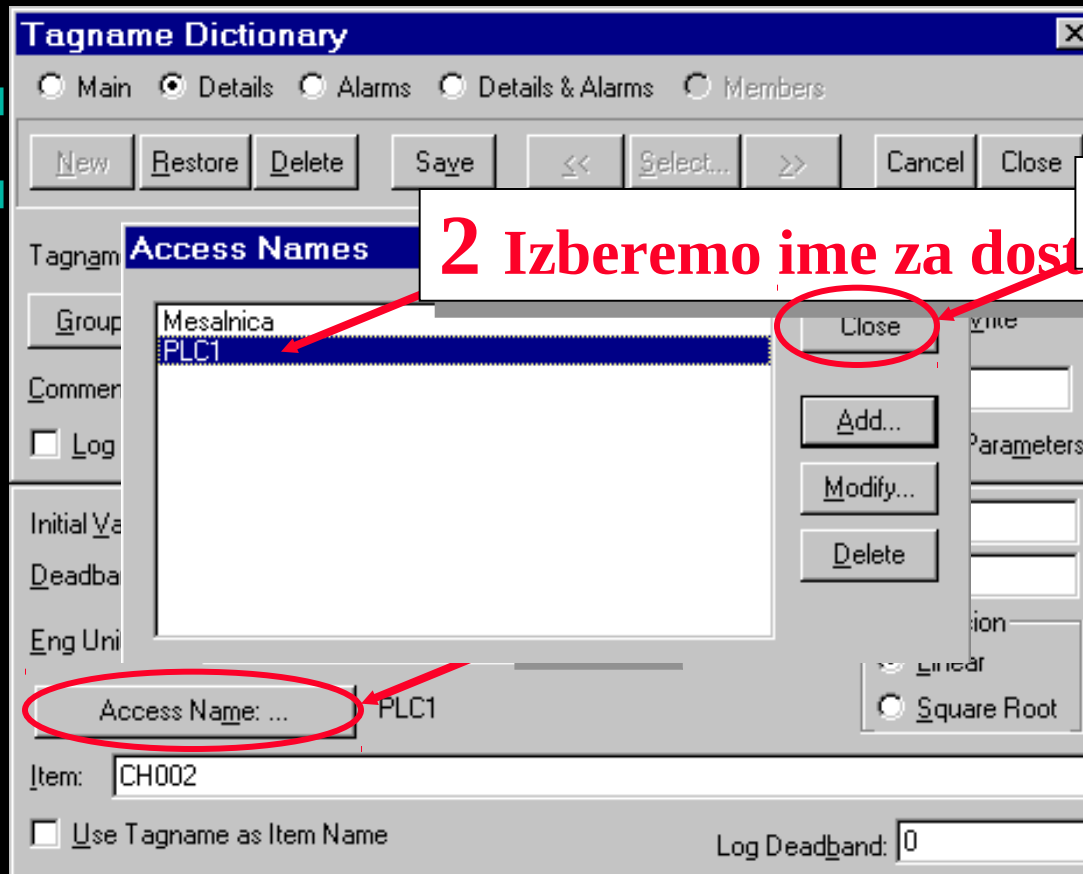 Tagname Dictionary
Main Details Alarms Details & Alarms Members
New Restore Delete Save << Select... >> Cancel Close
2 Izberemo ime za dost
Tagnam
Access Names
Group
Mesalnica
Close
PLC1
Commen
Add...
Log
Parameters
Modify...
Initial Va
Delete
Deadba
Eng Uni
ion
Linear
Access Name: ... PLC1
Square Root
Item: CH002
Use Tagname as Item Name
Log Deadband: 0